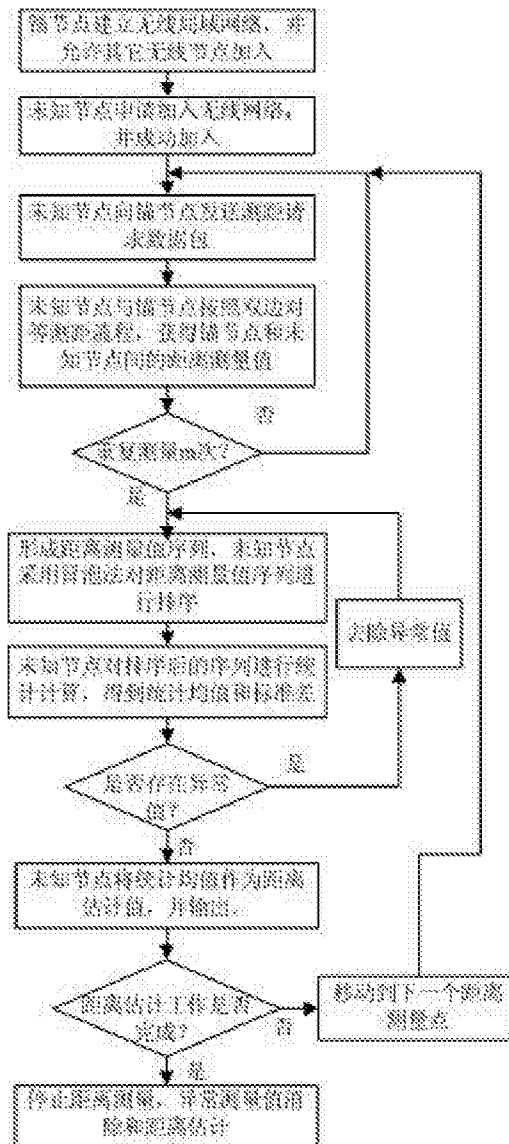 锚节点建立无线局域网络，并
允许其它无线节点加入
未知节点申请加入无线网络，
并成功加入
未知节点向锚节点发送测距请
求数据包
未知节点与锚节点按照双边对
等测距流程，获得锚节点和未
知节点间的距离测量值
否
重复测量m次？
是
形成距离测量值序列，未知节点
采用冒泡法对距离测量值序列进
行排序
去除异常值
未知节点对排序后的序列进行统
计计算，得到统计均值和标准差
是
是否存在异常
值？
否
未知节点将统计均值作为距离
估计值，并输出。
距离估计工作是否
完成？
否
移动到下一个距离
测量点
是
停止距离测量，异常测量值消
除和距离估计